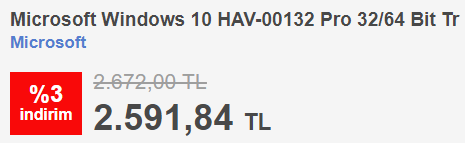 Microsoft Windows 10 HAV-00132 Pro 32/64 Bit Tr
Microsoft
%3
indirim
2.672,00 TL
2.591,84 TL